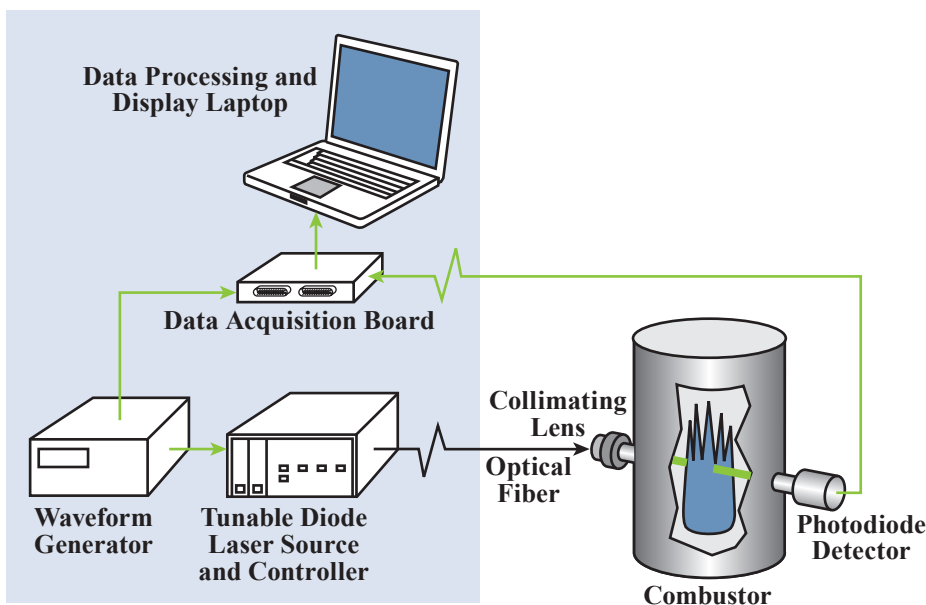 Data Processing and
Display Laptop
Data Acquisition Board
Collimating
Lens
Optical
Fiber
Waveform
Generator
Tunable Diode
Laser Source
and Controller
Photodiode
Detector
Combustor